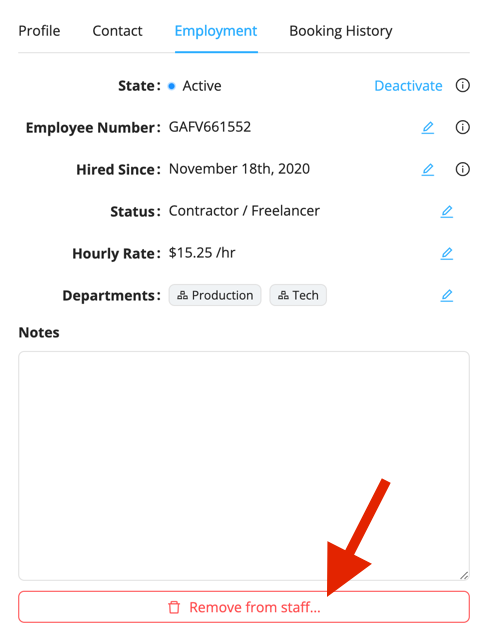 Profile Contact Employment Booking History
State: Active Deactivate
Employee Number: GAFV661552
Hired Since: November 18th, 2020
Status: Contractor / Freelancer
Hourly Rate: $15.25 /hr
Departments: Production Tech
Notes
Remove from staff...